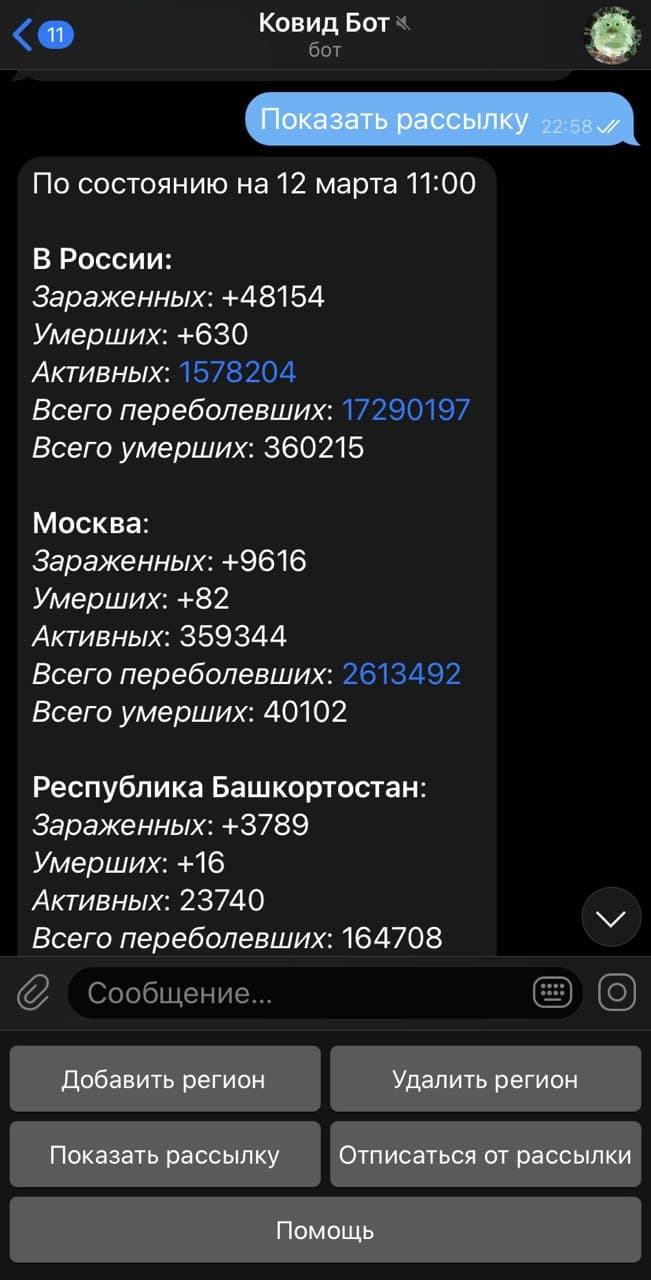 11
Ковид Бот
бот
Показать рассылку 22:58
По состоянию на 12 марта 11:00
В России:
Зараженных: +48154
Умерших: +630
Активных: 1578204
Всего переболевших: 17290197
Всего умерших: 360215
Москва:
Зараженных: +9616
Умерших: +82
Активных: 359344
Всего переболевших: 2613492
Всего умерших: 40102
Республика Башкортостан:
Зараженных: +3789
Умерших: +16
Активных: 23740
Всего переболевших: 164708
Сообщение...
Добавить регион
Удалить регион
Показать рассылку
Отписаться от рассылки
Помощь